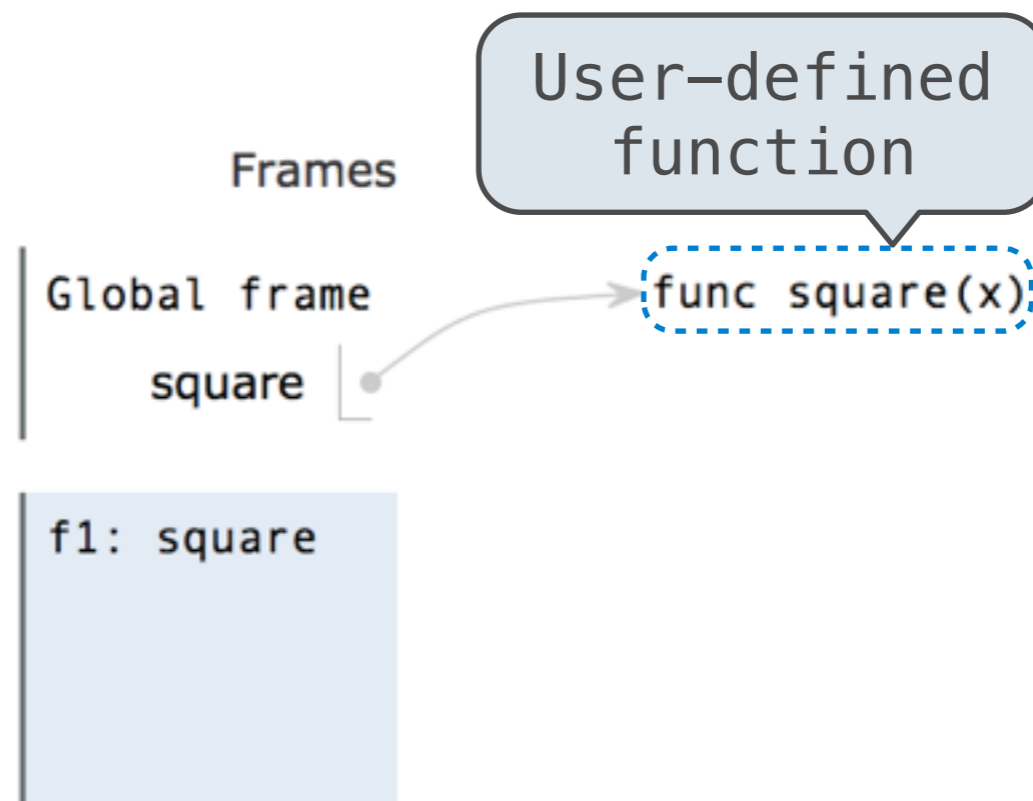 User-defined
function
Frames
Global frame
func square(x)
square
f1: square